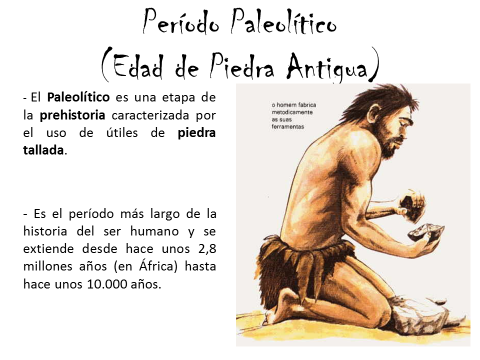 Período Paleolítico
(Edad de Piedra Antigua)
- El Paleolítico es una etapa de
la prehistoria caracterizada por
el uso de útiles de piedra
tallada.
- Es el período más largo de la
historia del ser humano y se
extiende desde hace unos 2,8
millones años (en África) hasta
hace unos 10.000 años.
o homem fabrica
metodicamente
as suas
ferramentas